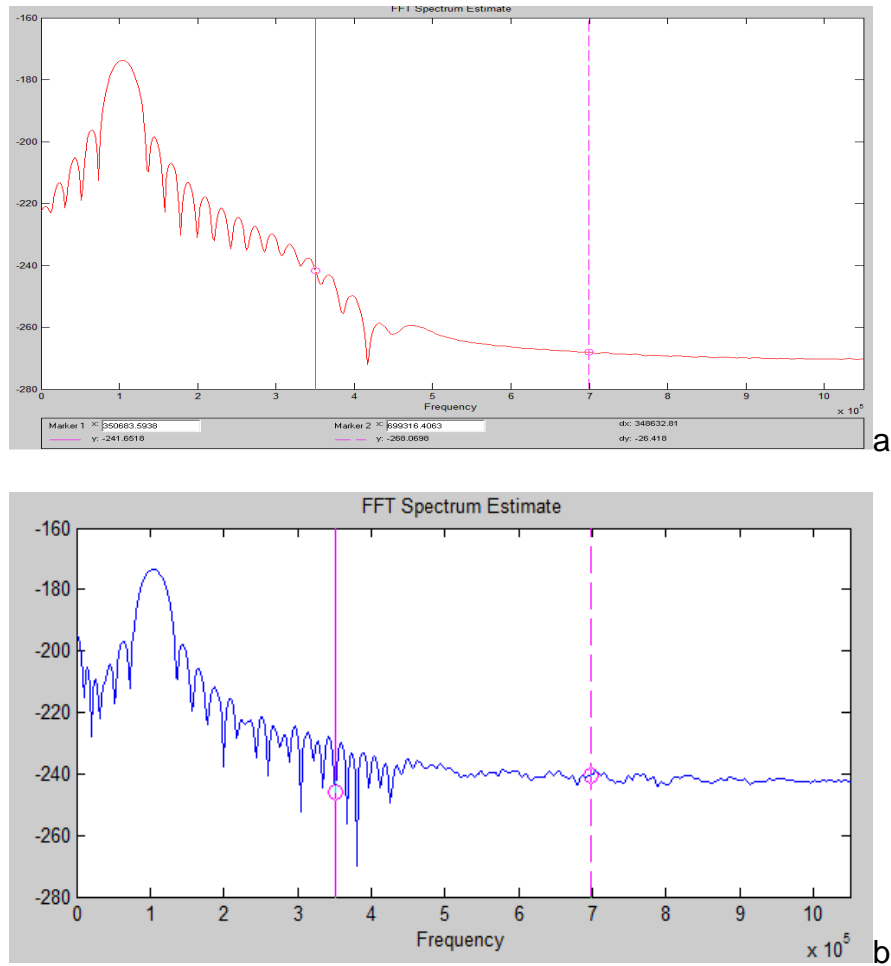 FFT Spectrum Estimate
-160
-180
-200
-220
-240
-260
-280
0 1 2 3 4 5 6 7 8 9 10
Frequency
x 10^5
Marker 1 X: 350683.5938 Marker 2 X: 699316.4063 dx: 348632.81
y: -241.6518 y: -268.0698 dy: -26.418
a
FFT Spectrum Estimate
-160
-180
-200
-220
-240
-260
-280
0 1 2 3 4 5 6 7 8 9 10
Frequency
x 10^5
b